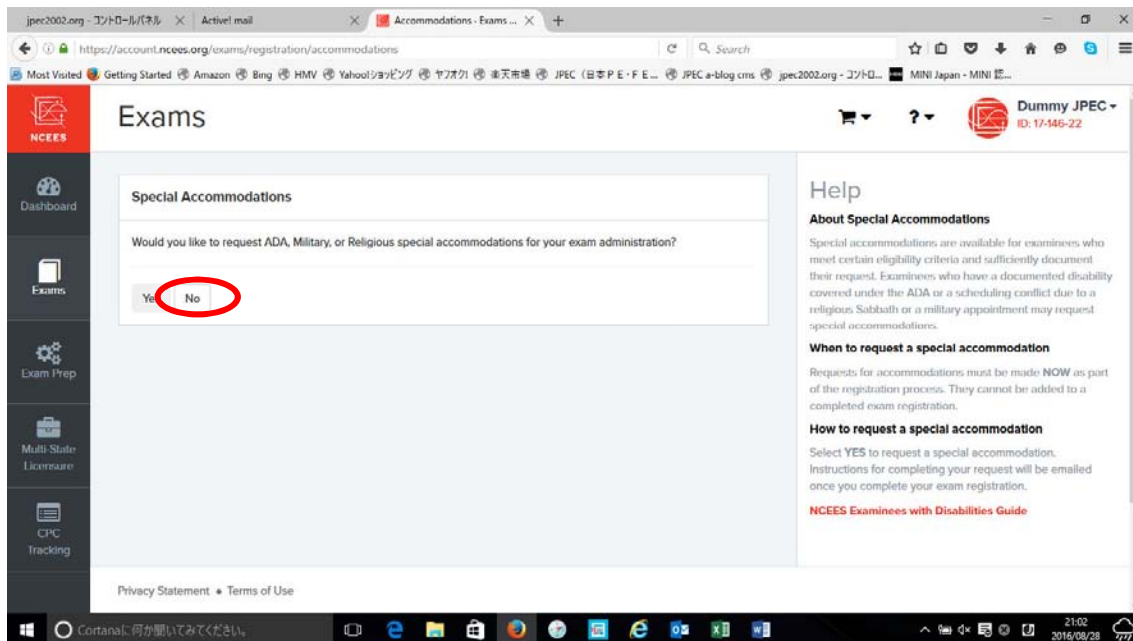 jpec2002.org - コントロールパネル
Active! mail
Accommodations - Exams ...
https://account.ncees.org/exams/registration/accommodations
Search
Most Visited Getting Started Amazon Bing HMV Yahoo!ショッピング ヤフオク! 楽天市場 JPEC (日本PE・FE... JPEC a-blog cms jpec2002.org - コントロ... MINI Japan - MINI 認...
NCEES
Exams
?
Dummy JPEC
ID: 17-146-22
Dashboard
Exams
Exam Prep
Multi-State
Licensure
CPC
Tracking
Special Accommodations
Would you like to request ADA, Military, or Religious special accommodations for your exam administration?
No
Help
About Special Accommodations
Special accommodations are available for examinees who
meet certain eligibility criteria and sufficiently document
their request. Examinees who have a documented disability
covered under the ADA or a scheduling conflict due to a
religious Sabbath or a military appointment may request
special accommodations.
When to request a special accommodation
Requests for accommodations must be made NOW as part
of the registration process. They cannot be added to a
completed exam registration.
How to request a special accommodation
Select YES to request a special accommodation.
Instructions for completing your request will be emailed
once you complete your exam registration.
NCEES Examinees with Disabilities Guide
Privacy Statement • Terms of Use
Cortanaに何か聞いてみてください。
21:02
2016/08/28